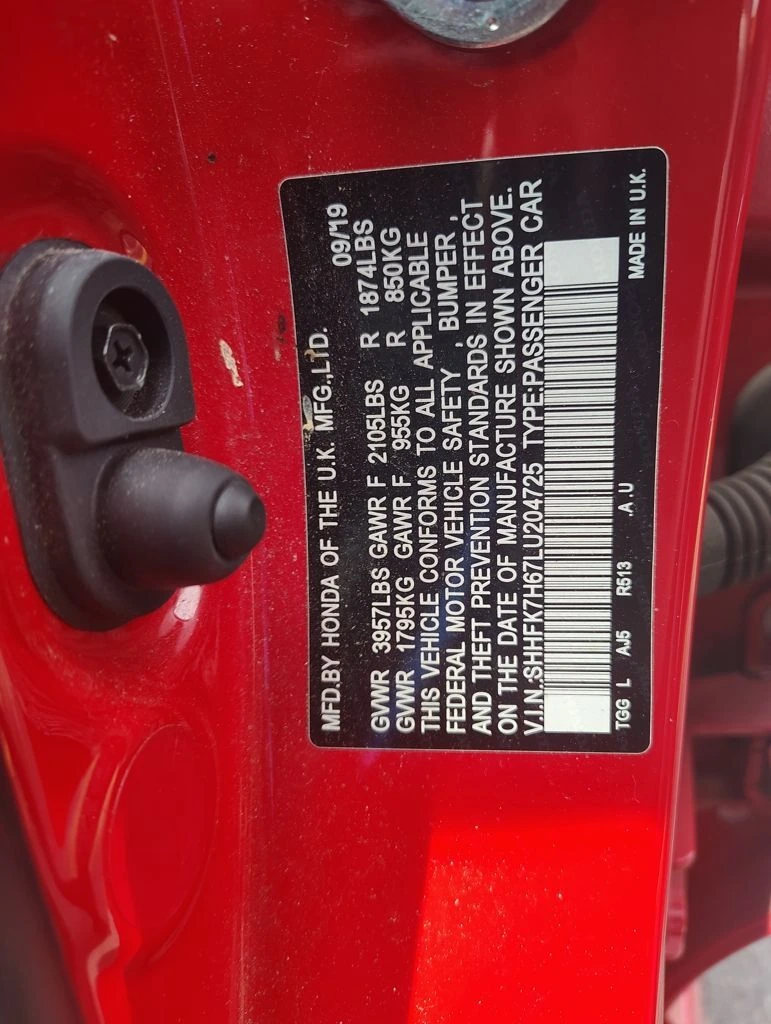 MFD.BY HONDA OF THE U.K. MFG.,LTD. 09/19
GVWR 3957LBS GAWR F 2105LBS R 1874LBS
GVWR 1795KG GAWR F 955KG R 850KG
THIS VEHICLE CONFORMS TO ALL APPLICABLE
FEDERAL MOTOR VEHICLE SAFETY , BUMPER ,
AND THEFT PREVENTION STANDARDS IN EFFECT
ON THE DATE OF MANUFACTURE SHOWN ABOVE.
V.I.N.:SHHFK7H67LU204725 TYPE:PASSENGER CAR
TGG L AJ5 R513 .A .U MADE IN U.K.